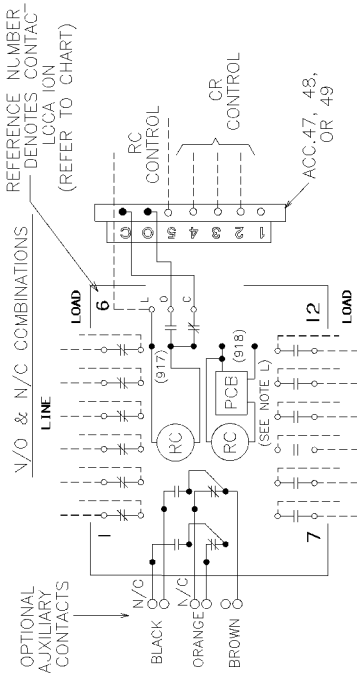 V/O & N/C COMBINATIONS
REFERENCE NUMBER
DENOTES CONTAC-
LCCA ION
(REFER TO CHART)
OPTIONAL
AJXILIARY
CONTACTS
LINE
LOAD
1
6
N/C
BLACK
N/C
ORANGE
BROWN
RC
(917)
L
O
C
RC
PCB
(918)
(SEE NOTE L)
7
12
LOAD
C
O
5
4
3
2
1
RC
CONTROL
CR
CONTROL
ACC.47, 48,
OR 49